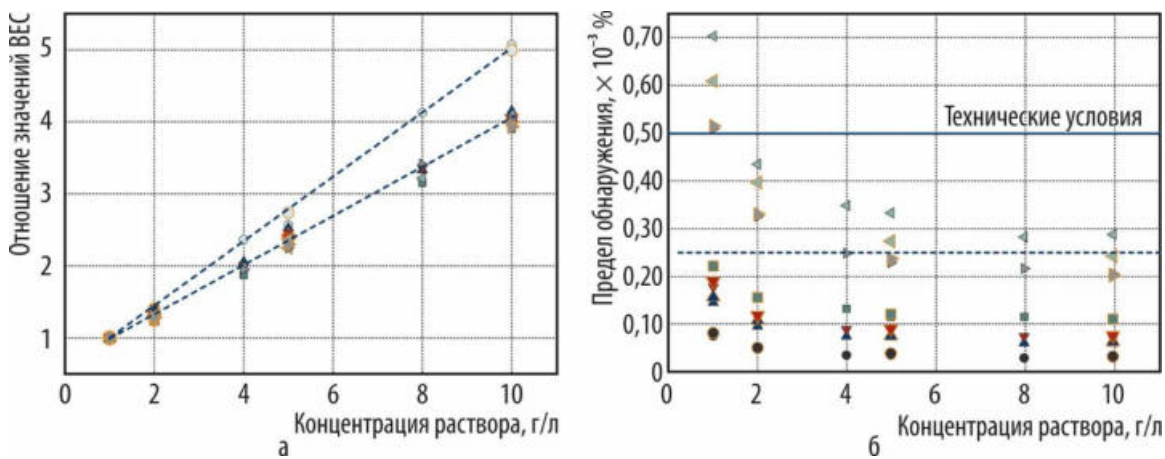 Отношение значений ВЕС
5
4
3
2
1
0 2 4 6 8 10
Концентрация раствора, г/л
а
Предел обнаружения, × 10⁻³ %
0,70
0,60
0,50
0,40
0,30
0,20
0,10
0
Технические условия
0 2 4 6 8 10
Концентрация раствора, г/л
б